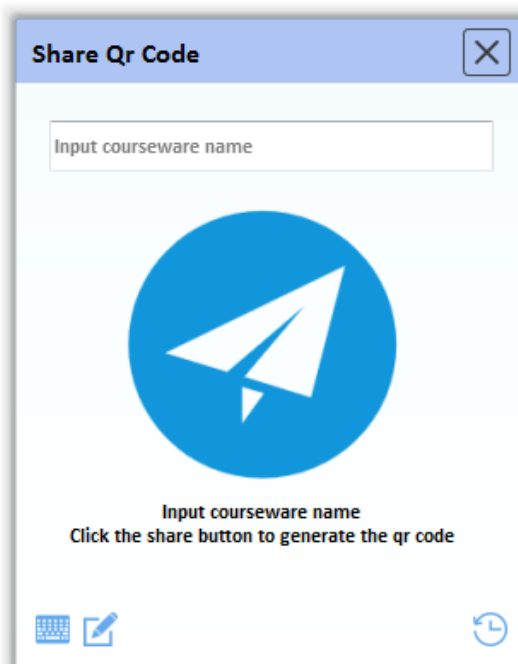 Share Qr Code
Input courseware name
Input courseware name
Click the share button to generate the qr code